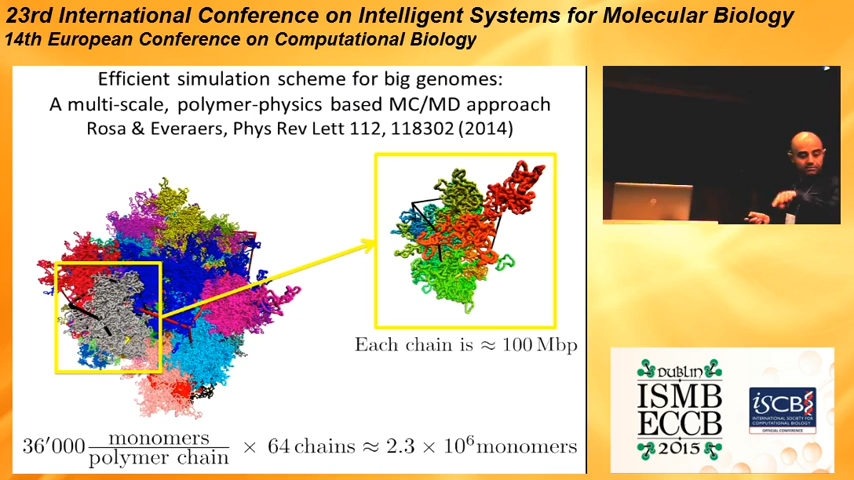 23rd International Conference on Intelligent Systems for Molecular Biology
14th European Conference on Computational Biology
Efficient simulation scheme for big genomes:
A multi-scale, polymer-physics based MC/MD approach
Rosa & Everaers, Phys Rev Lett 112, 118302 (2014)
Each chain is ≈ 100 Mbp
36′000 monomers/polymer chain × 64 chains ≈ 2.3 × 10⁶ monomers
DUBLIN
ISMB
ECCB
2015
iSCB
INTERNATIONAL SOCIETY FOR
COMPUTATIONAL BIOLOGY
OFFICIAL CONFERENCE